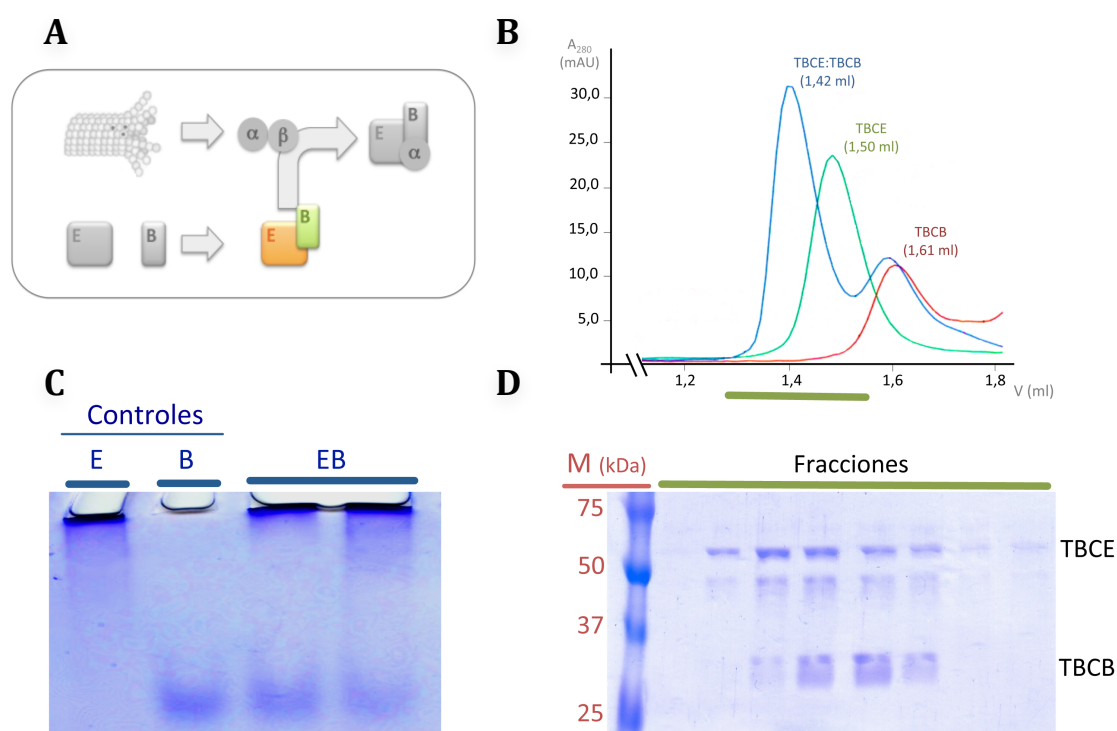 A
α
β
E
B
α
E
B
E
B
B
A280
(mAU)
30,0
25,0
20,0
15,0
10,0
5,0
TBCE:TBCB
(1,42 ml)
TBCE
(1,50 ml)
TBCB
(1,61 ml)
1,2
1,4
1,6
1,8
V (ml)
C
Controles
E
B
EB
D
M (kDa)
Fracciones
75
50
37
25
TBCE
TBCB